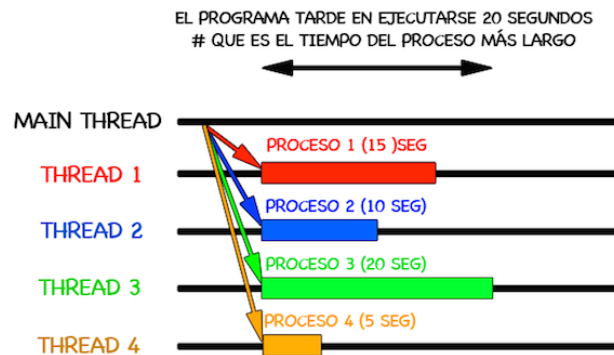 EL PROGRAMA TARDE EN EJECUTARSE 20 SEGUNDOS
# QUE ES EL TIEMPO DEL PROCESO MÁS LARGO
MAIN THREAD
PROCESO 1 (15 )SEG
THREAD 1
PROCESO 2 (10 SEG)
THREAD 2
PROCESO 3 (20 SEG)
THREAD 3
PROCESO 4 (5 SEG)
THREAD 4